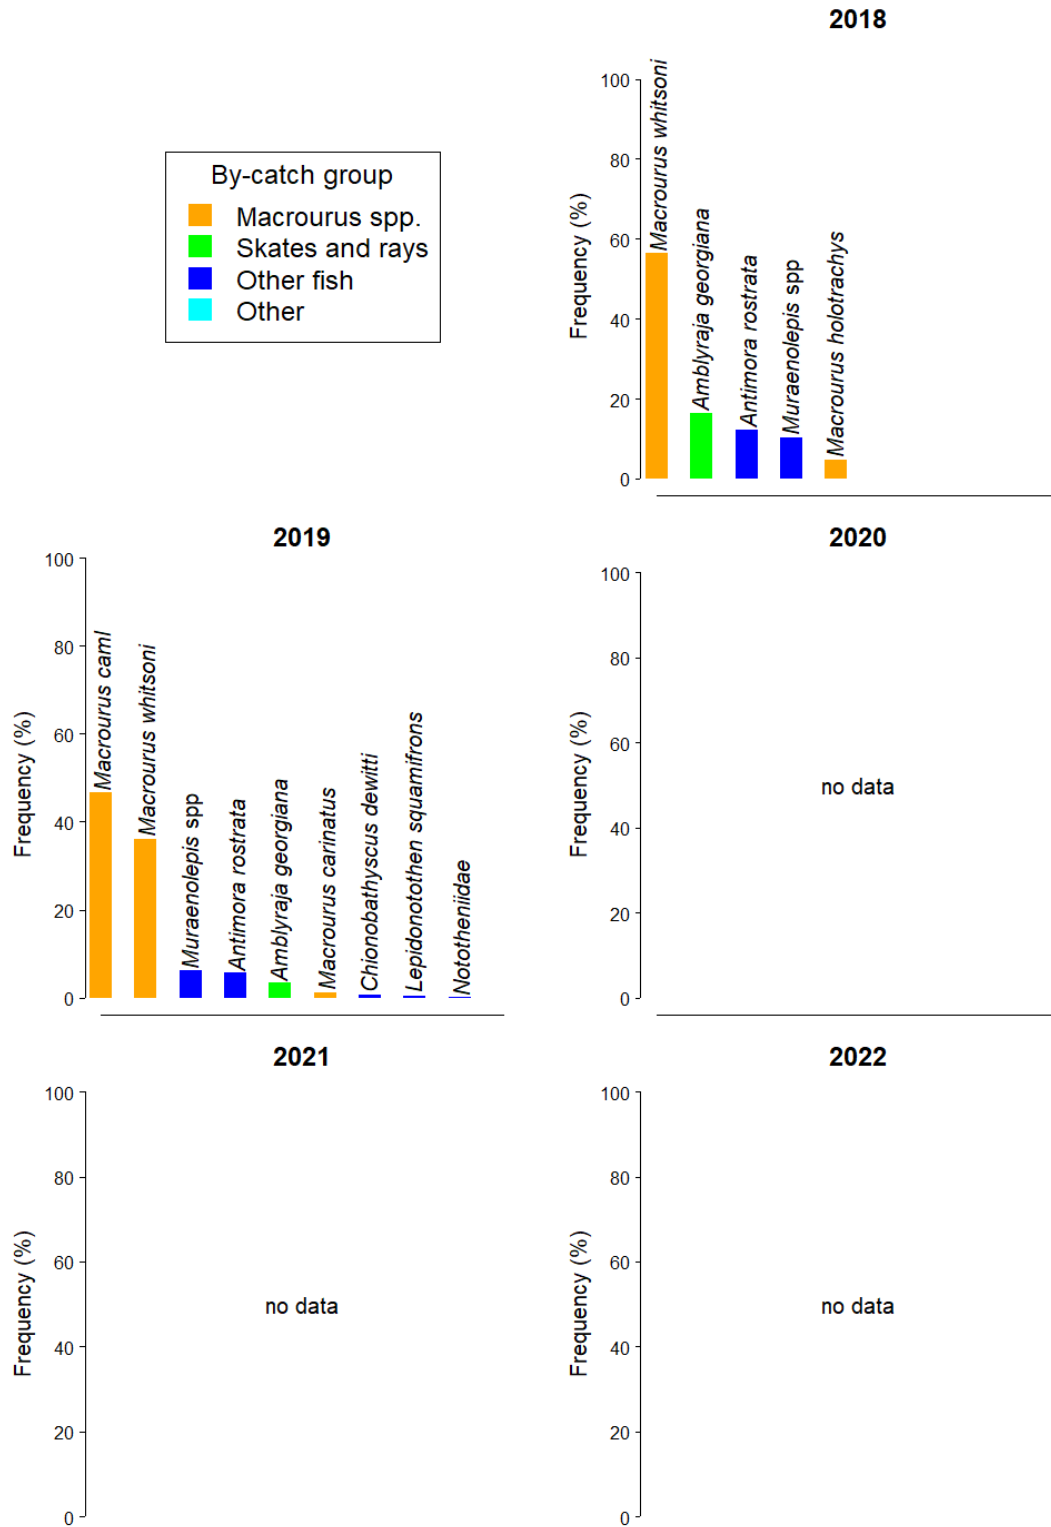 By-catch group
Macrourus spp.
Skates and rays
Other fish
Other
2018
Frequency (%)
100
80
60
40
20
0
Macrourus whitsoni
Amblyraja georgiana
Antimora rostrata
Muraenolepis spp
Macrourus holotrachys
2019
Frequency (%)
100
80
60
40
20
0
Macrourus caml
Macrourus whitsoni
Muraenolepis spp
Antimora rostrata
Amblyraja georgiana
Macrourus carinatus
Chionobathyscus dewitti
Lepidonotothen squamifrons
Nototheniidae
2020
Frequency (%)
100
80
60
40
20
0
no data
2021
Frequency (%)
100
80
60
40
20
0
no data
2022
Frequency (%)
100
80
60
40
20
0
no data